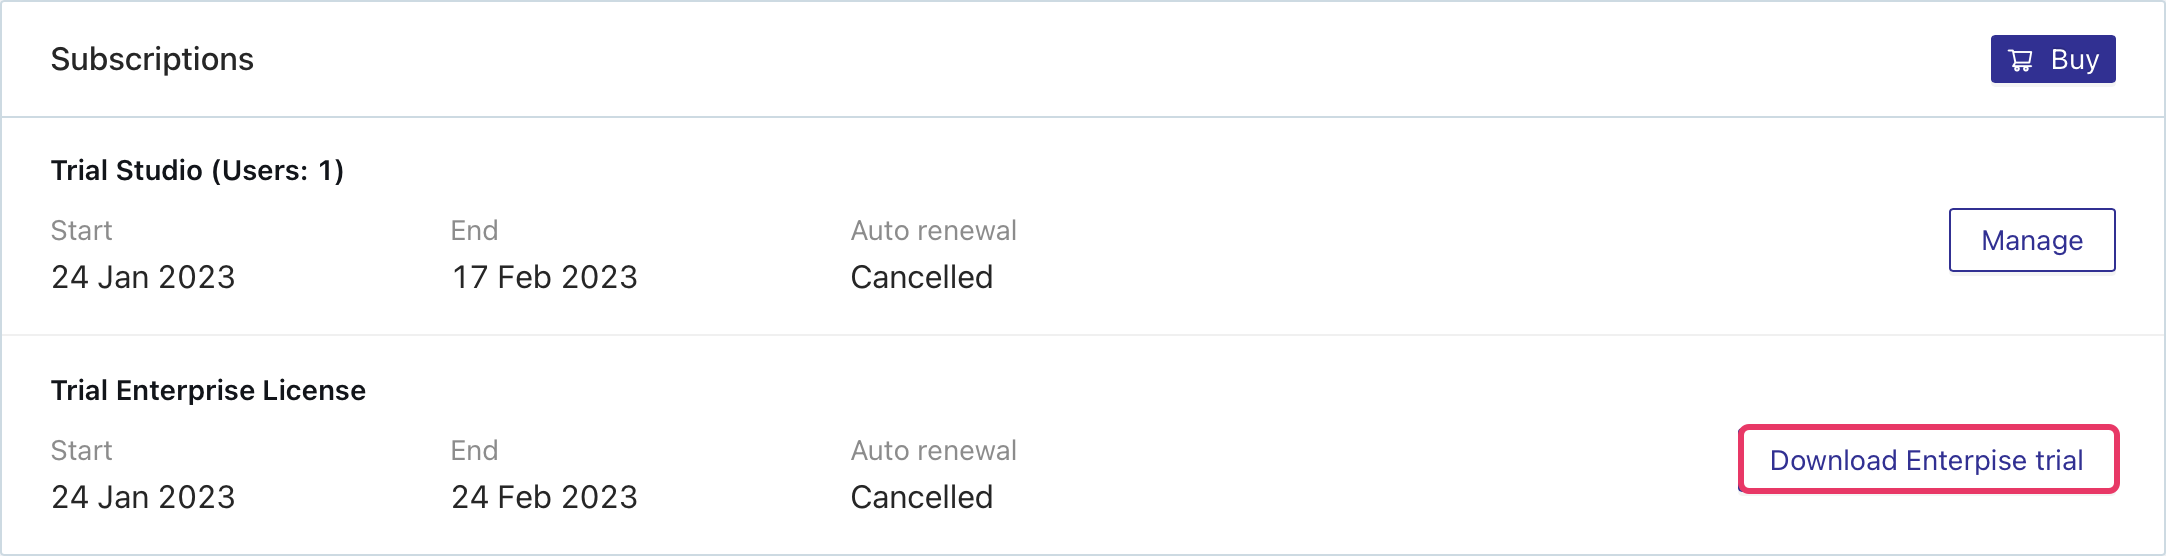 Subscriptions
Buy
Trial Studio (Users: 1)
Start End Auto renewal
24 Jan 2023 17 Feb 2023 Cancelled
Manage
Trial Enterprise License
Start End Auto renewal
24 Jan 2023 24 Feb 2023 Cancelled
Download Enterpise trial